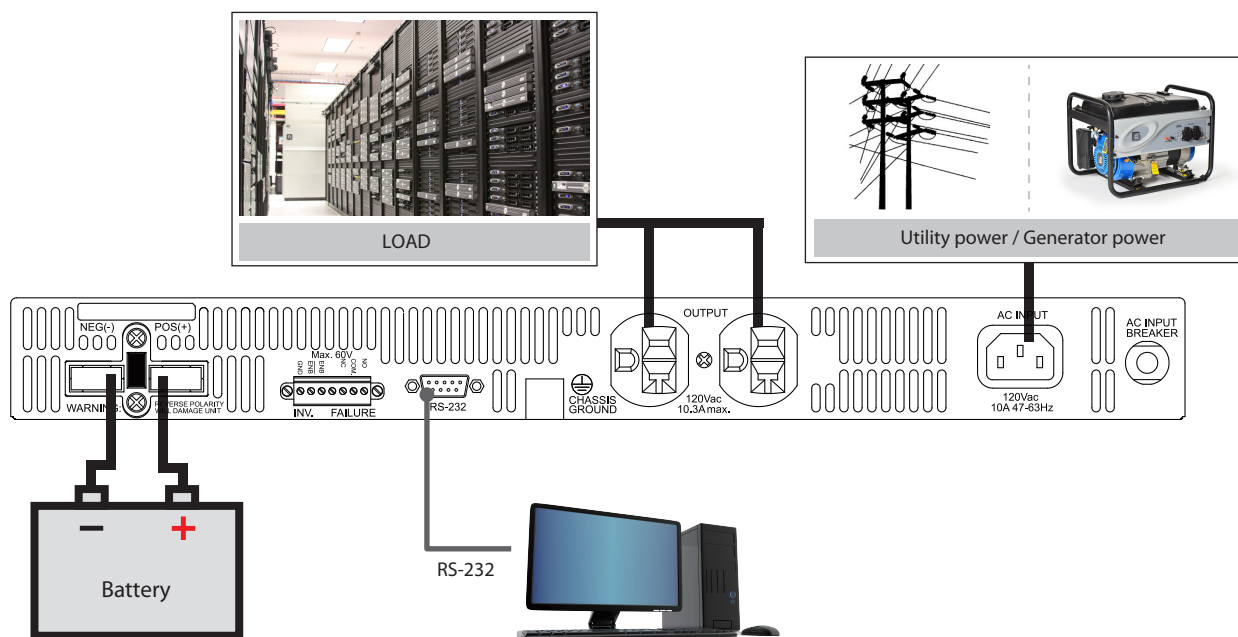 LOAD
Utility power / Generator power
NEG(-) POS(+)
WARNING: REVERSE POLARITY
WILL DAMAGE UNIT
Max. 60V
GND
ENB
ENB
NC
COM.
NO
INV. FAILURE
RS-232
CHASSIS
GROUND
OUTPUT
120Vac
10.3A max.
AC INPUT
120Vac
10A 47-63Hz
AC INPUT
BREAKER
- +
Battery
RS-232